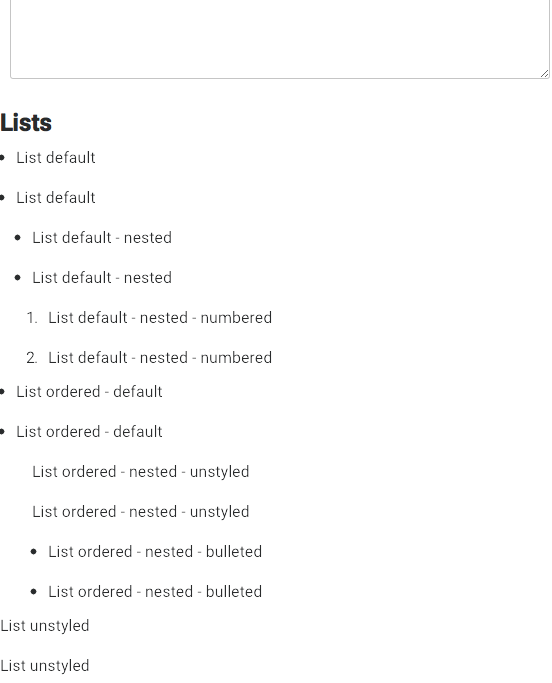 Lists
• List default
• List default
• List default - nested
• List default - nested
1. List default - nested - numbered
2. List default - nested - numbered
• List ordered - default
• List ordered - default
List ordered - nested - unstyled
List ordered - nested - unstyled
• List ordered - nested - bulleted
• List ordered - nested - bulleted
List unstyled
List unstyled